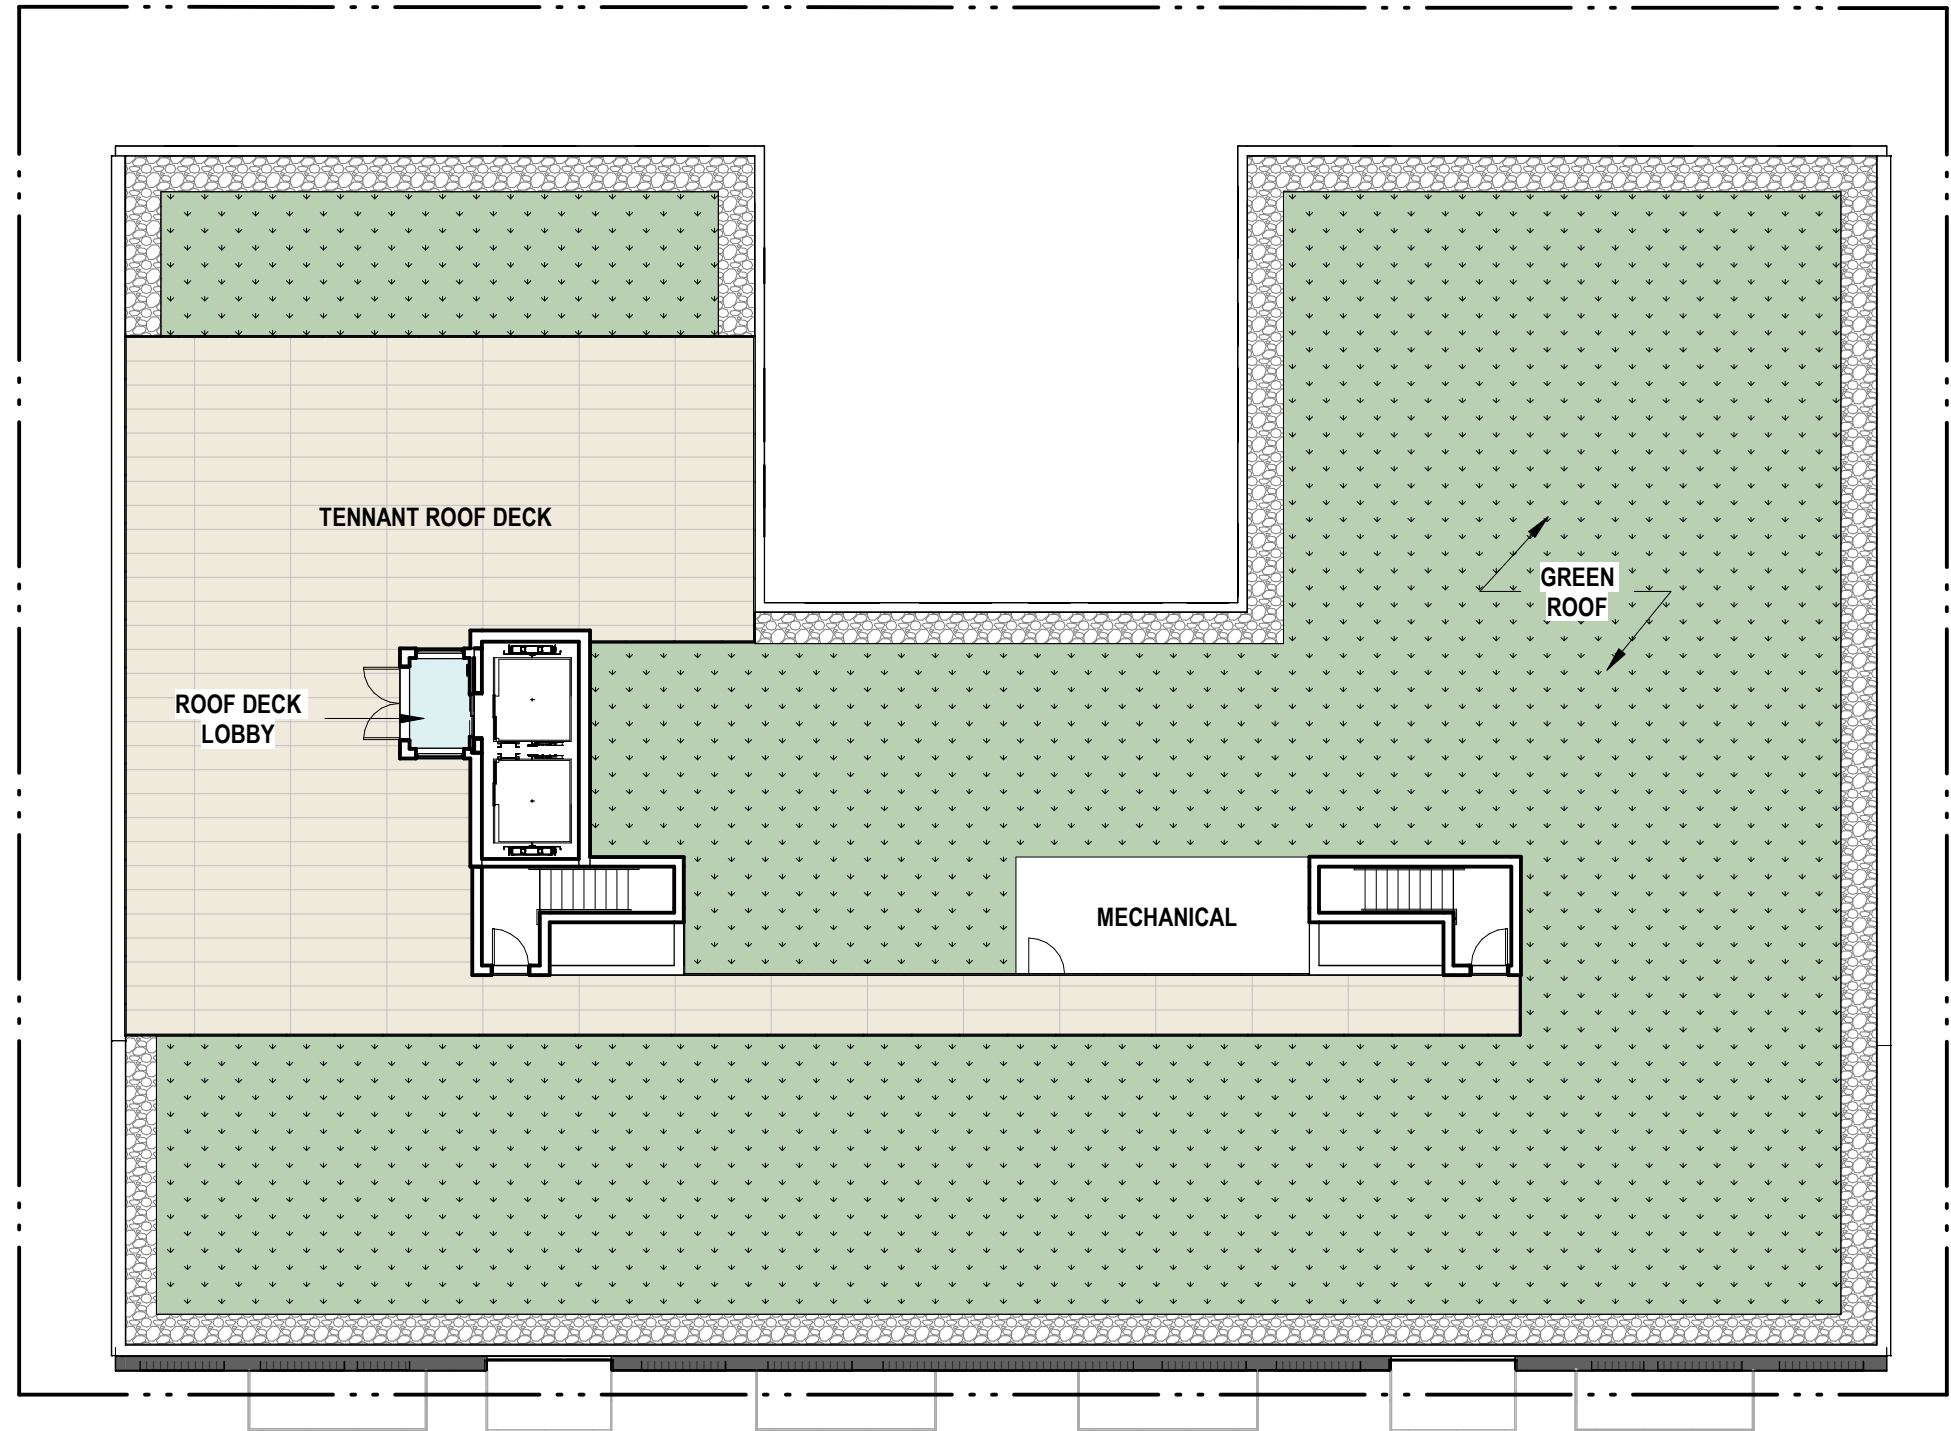 TENNANT ROOF DECK
GREEN
ROOF
ROOF DECK
LOBBY
MECHANICAL